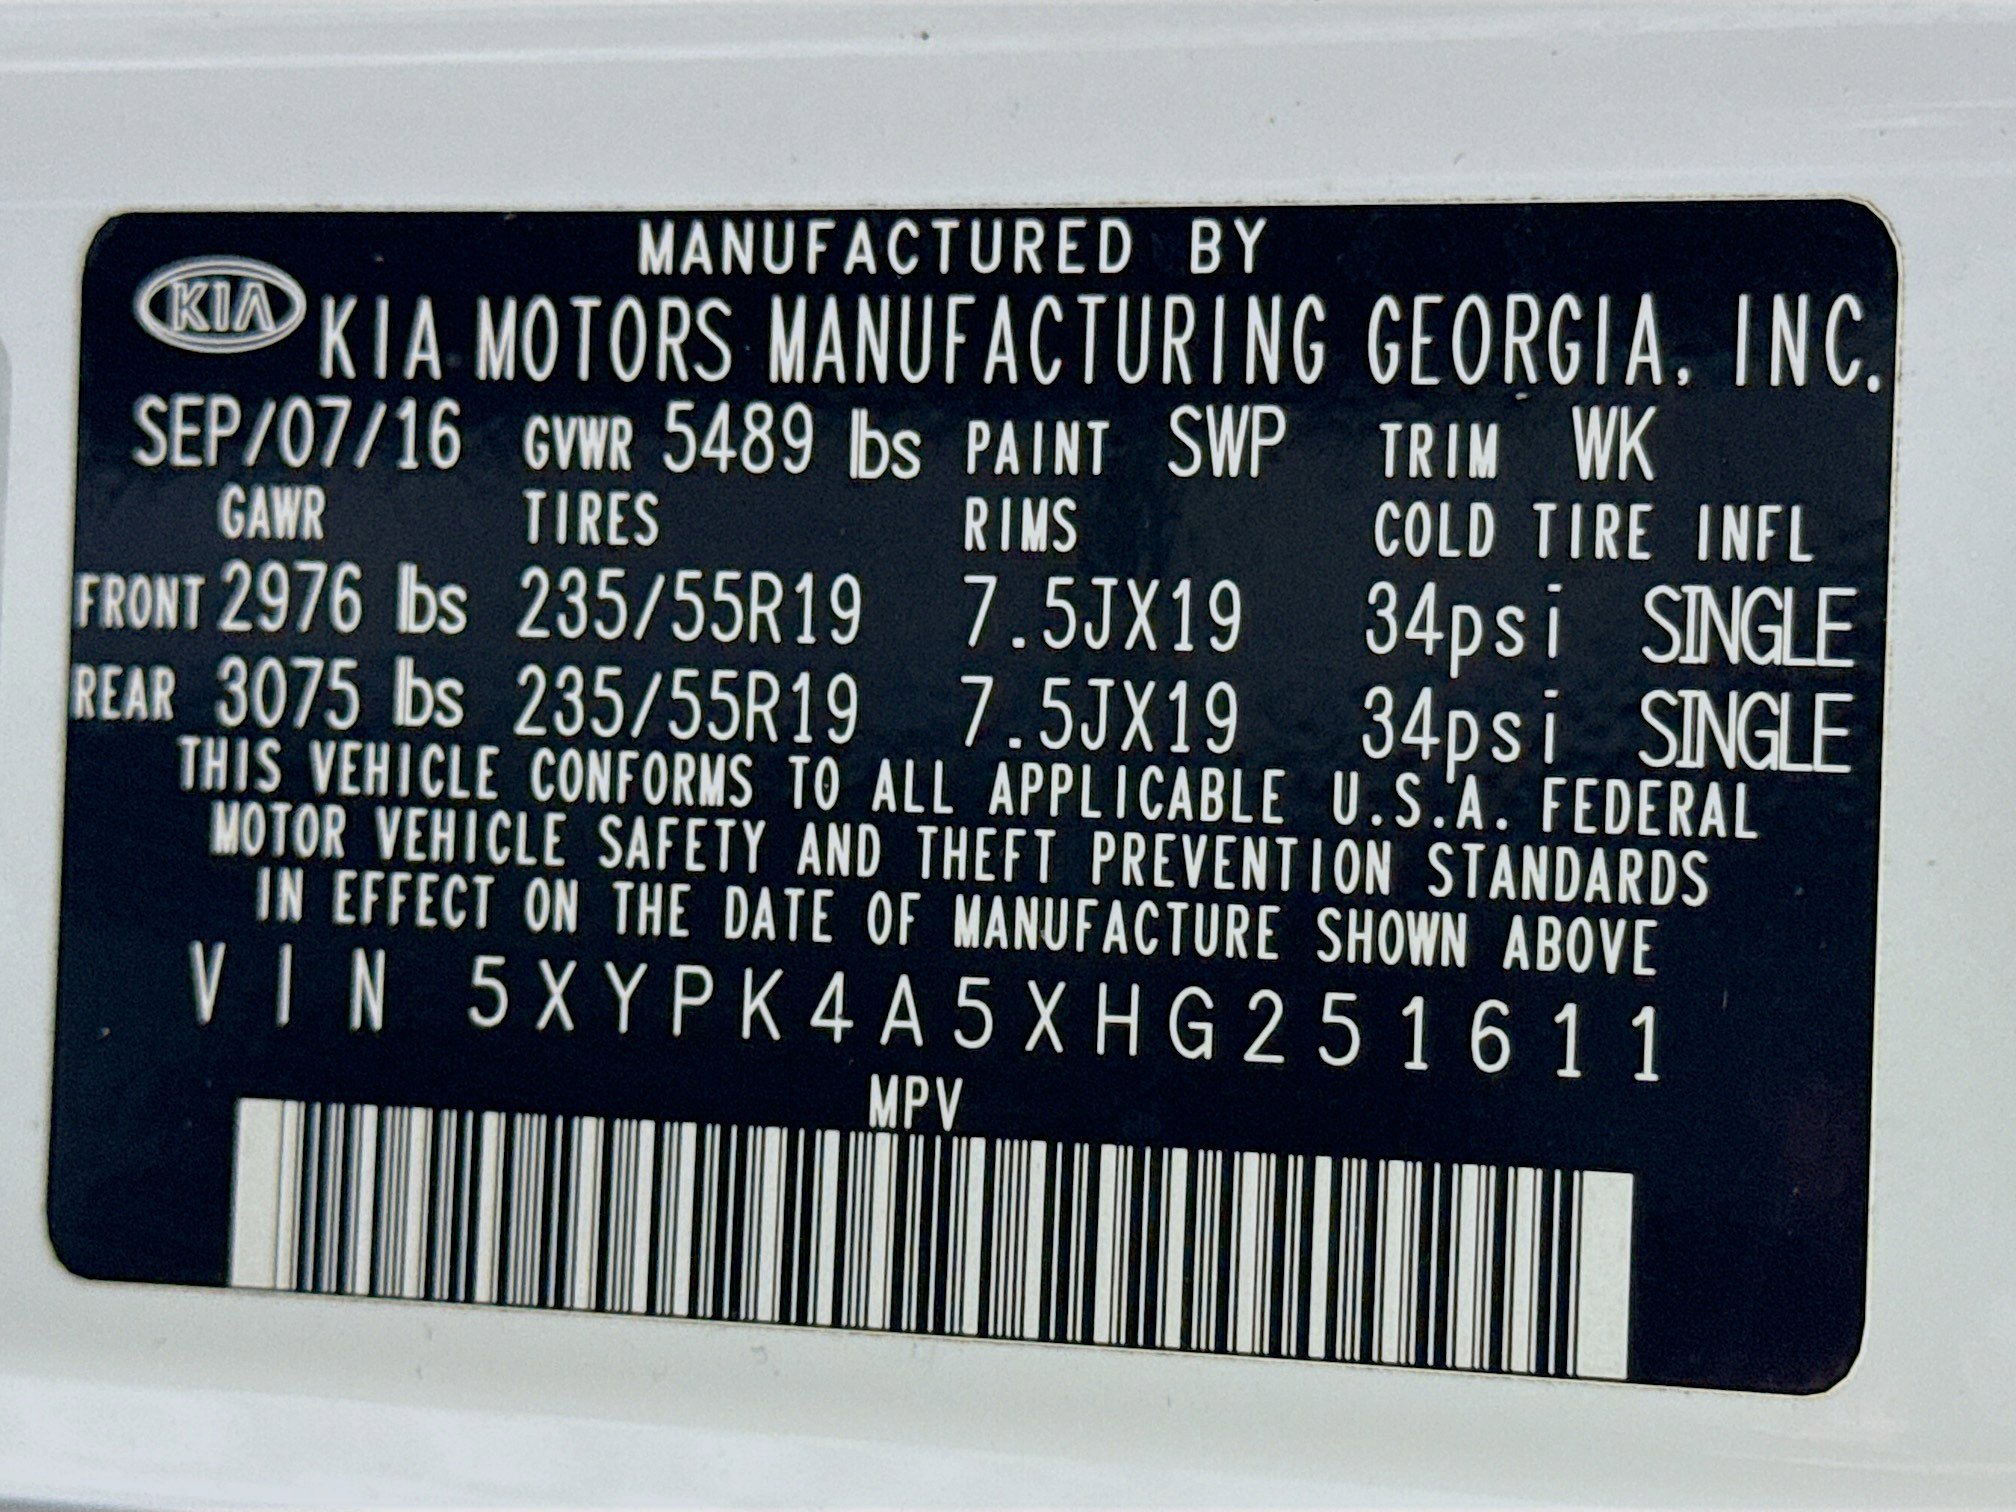 MANUFACTURED BY
KIA KIA MOTORS MANUFACTURING GEORGIA, INC.
SEP/07/16 GVWR 5489 lbs PAINT SWP TRIM WK
GAWR TIRES RIMS COLD TIRE INFL
FRONT 2976 lbs 235/55R19 7.5JX19 34psi SINGLE
REAR 3075 lbs 235/55R19 7.5JX19 34psi SINGLE
THIS VEHICLE CONFORMS TO ALL APPLICABLE U.S.A. FEDERAL
MOTOR VEHICLE SAFETY AND THEFT PREVENTION STANDARDS
IN EFFECT ON THE DATE OF MANUFACTURE SHOWN ABOVE
VIN 5XYPK4A5XHG251611
MPV